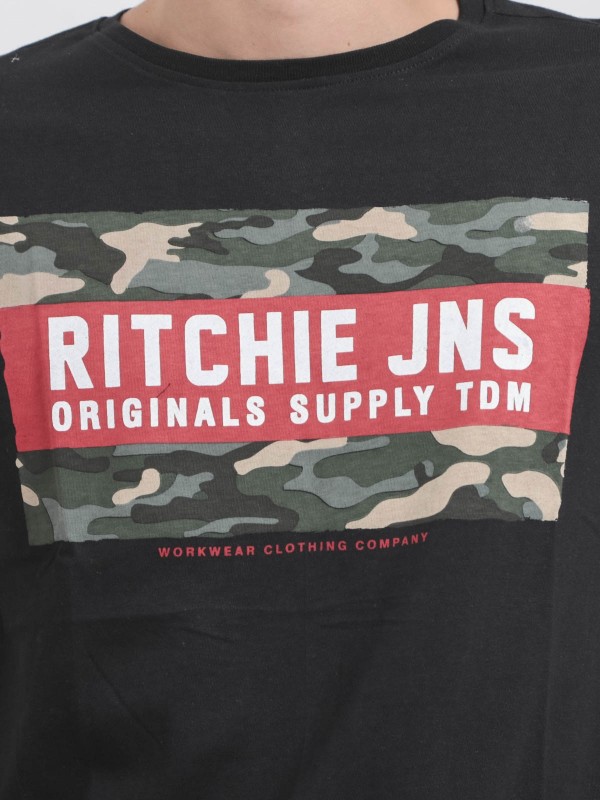 RITCHIE JNS
ORIGINALS SUPPLY TDM
WORKWEAR CLOTHING COMPANY